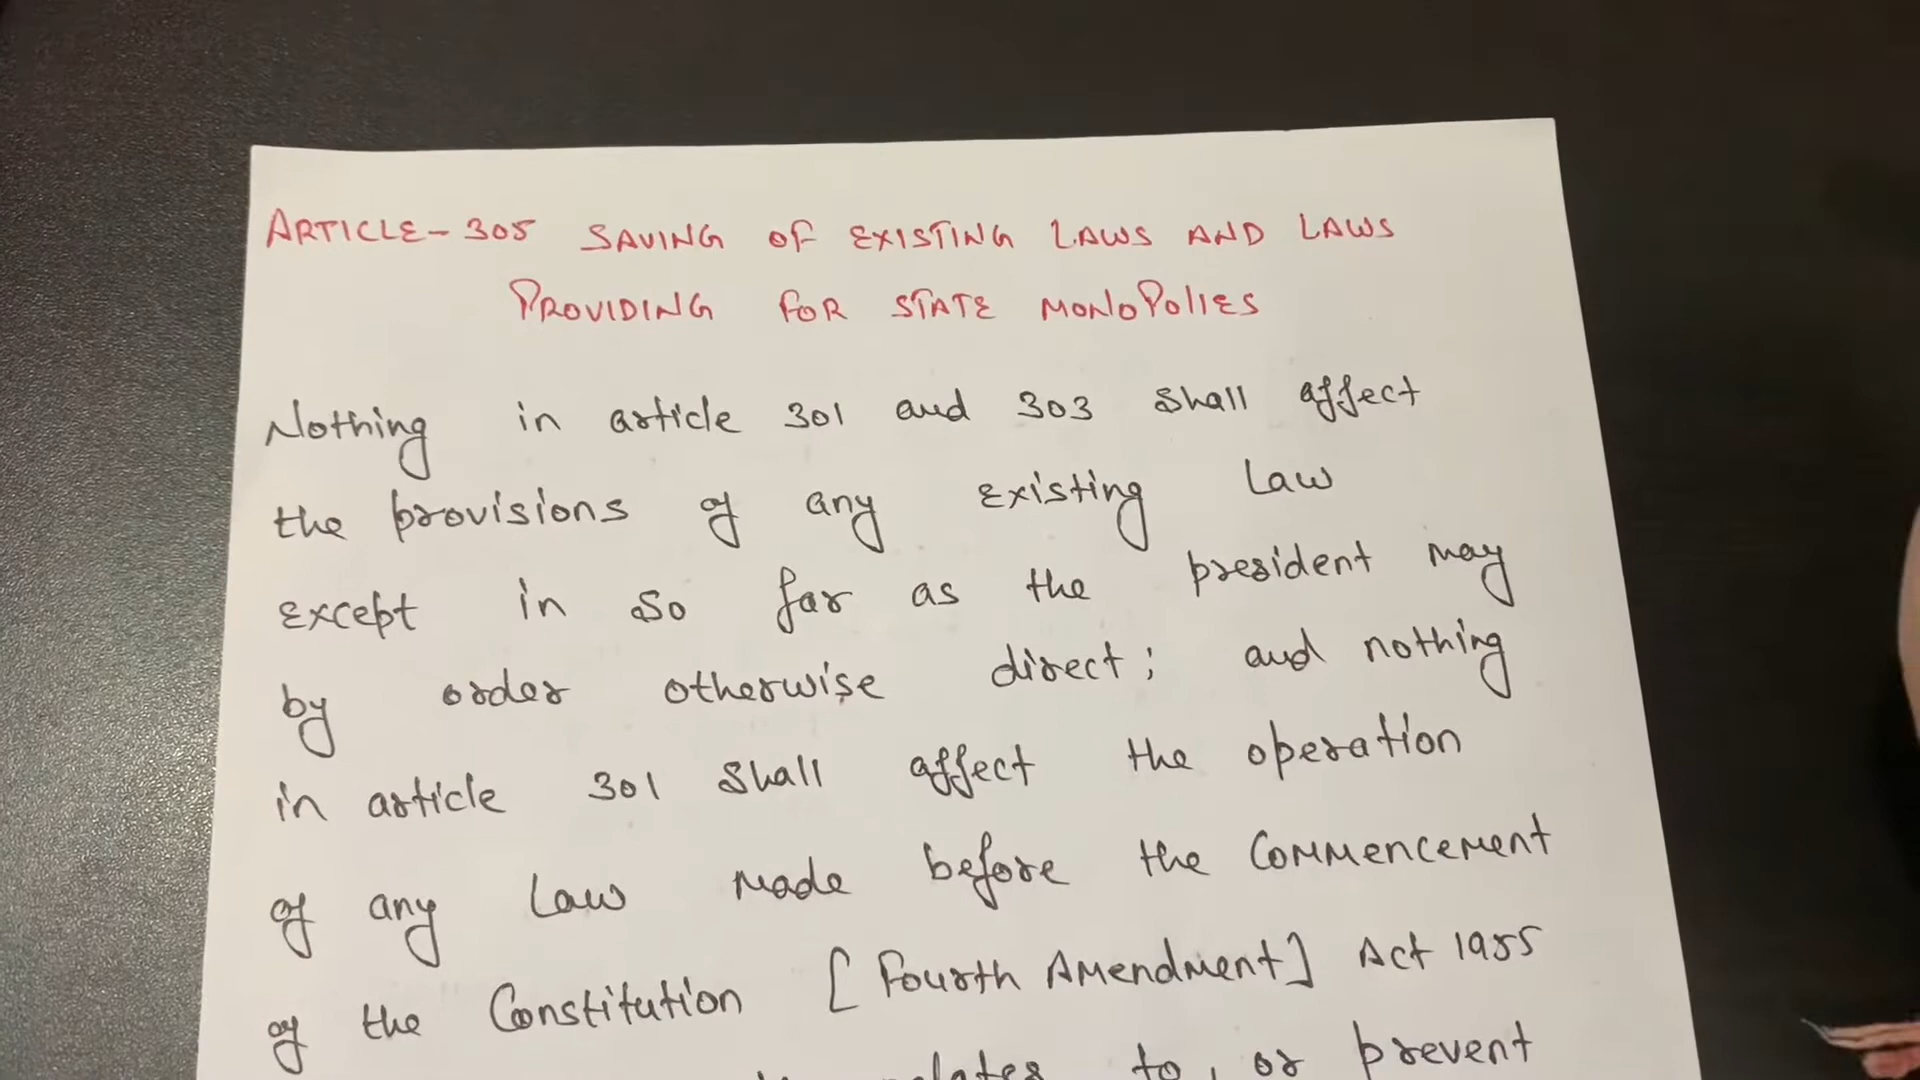 ARTICLE-305 SAVING OF EXISTING LAWS AND LAWS
PROVIDING FOR STATE MONOPOLIES
Nothing in article 301 and 303 shall affect
the provisions of any existing law
except in so far as the president may
by order otherwise direct; and nothing
in article 301 shall affect the operation
of any law made before the commencement
of the Constitution [Fourth Amendment] Act 1955
to, or prevent